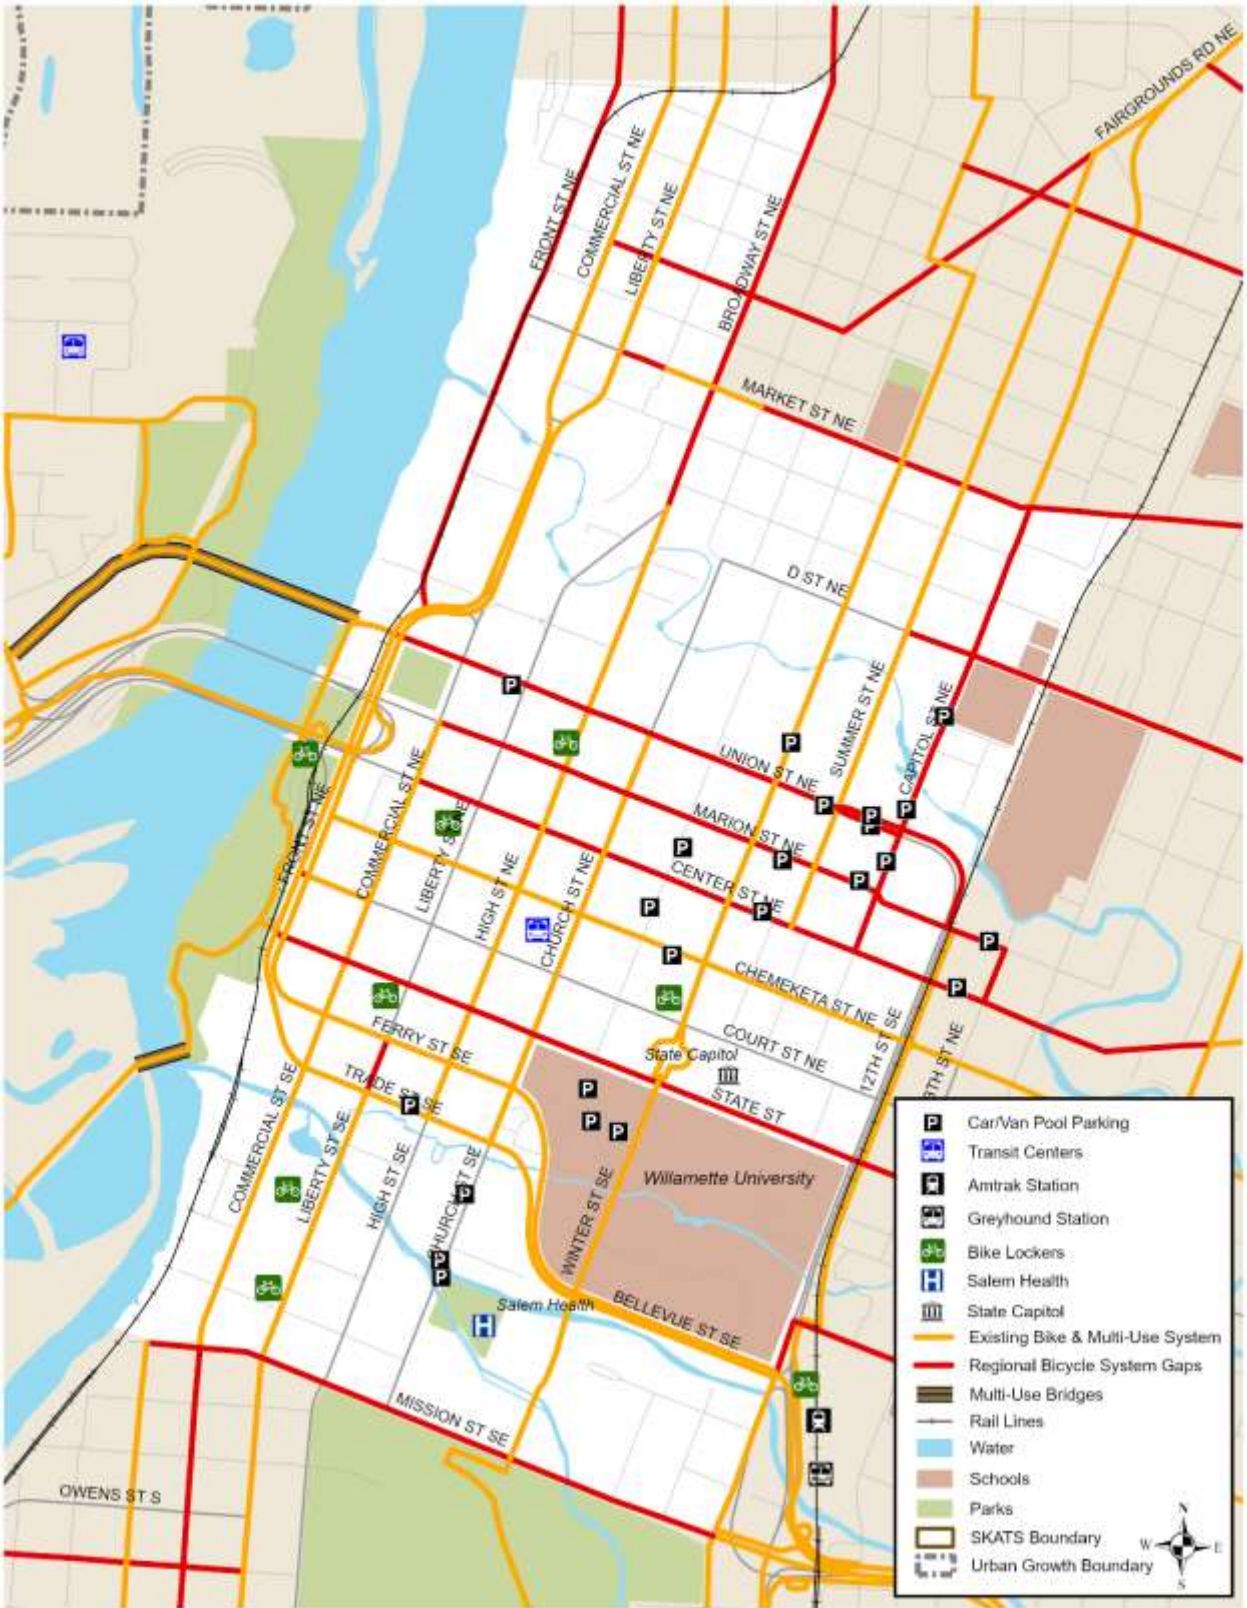 FAIRGROUNDS RD NE
FRONT ST NE
COMMERCIAL ST NE
LIBERTY ST NE
BROADWAY ST NE
MARKET ST NE
D ST NE
SUMMER ST NE
CAPITOL ST NE
UNION ST NE
MARION ST NE
CENTER ST NE
FRONT ST NE
COMMERCIAL ST NE
LIBERTY ST NE
HIGH ST NE
CHURCH ST NE
CHEMEKETA ST NE
COURT ST NE
12TH ST SE
13TH ST NE
FERRY ST SE
State Capitol
STATE ST
TRADE ST SE
COMMERCIAL ST SE
LIBERTY ST SE
HIGH ST SE
CHURCH ST SE
WINTER ST SE
Willamette University
Salem Health
BELLEVUE ST SE
MISSION ST SE
OWENS ST S
P Car/Van Pool Parking
Transit Centers
Amtrak Station
Greyhound Station
Bike Lockers
H Salem Health
State Capitol
Existing Bike & Multi-Use System
Regional Bicycle System Gaps
Multi-Use Bridges
Rail Lines
Water
Schools
Parks
SKATS Boundary
Urban Growth Boundary
N
W E
S